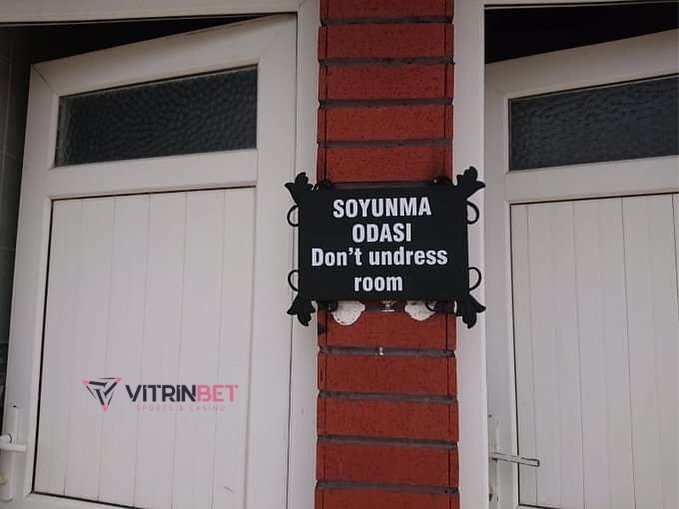 SOYUNMA
ODASI
Don't undress
room
VITRINBET
SPORTS & CASINO